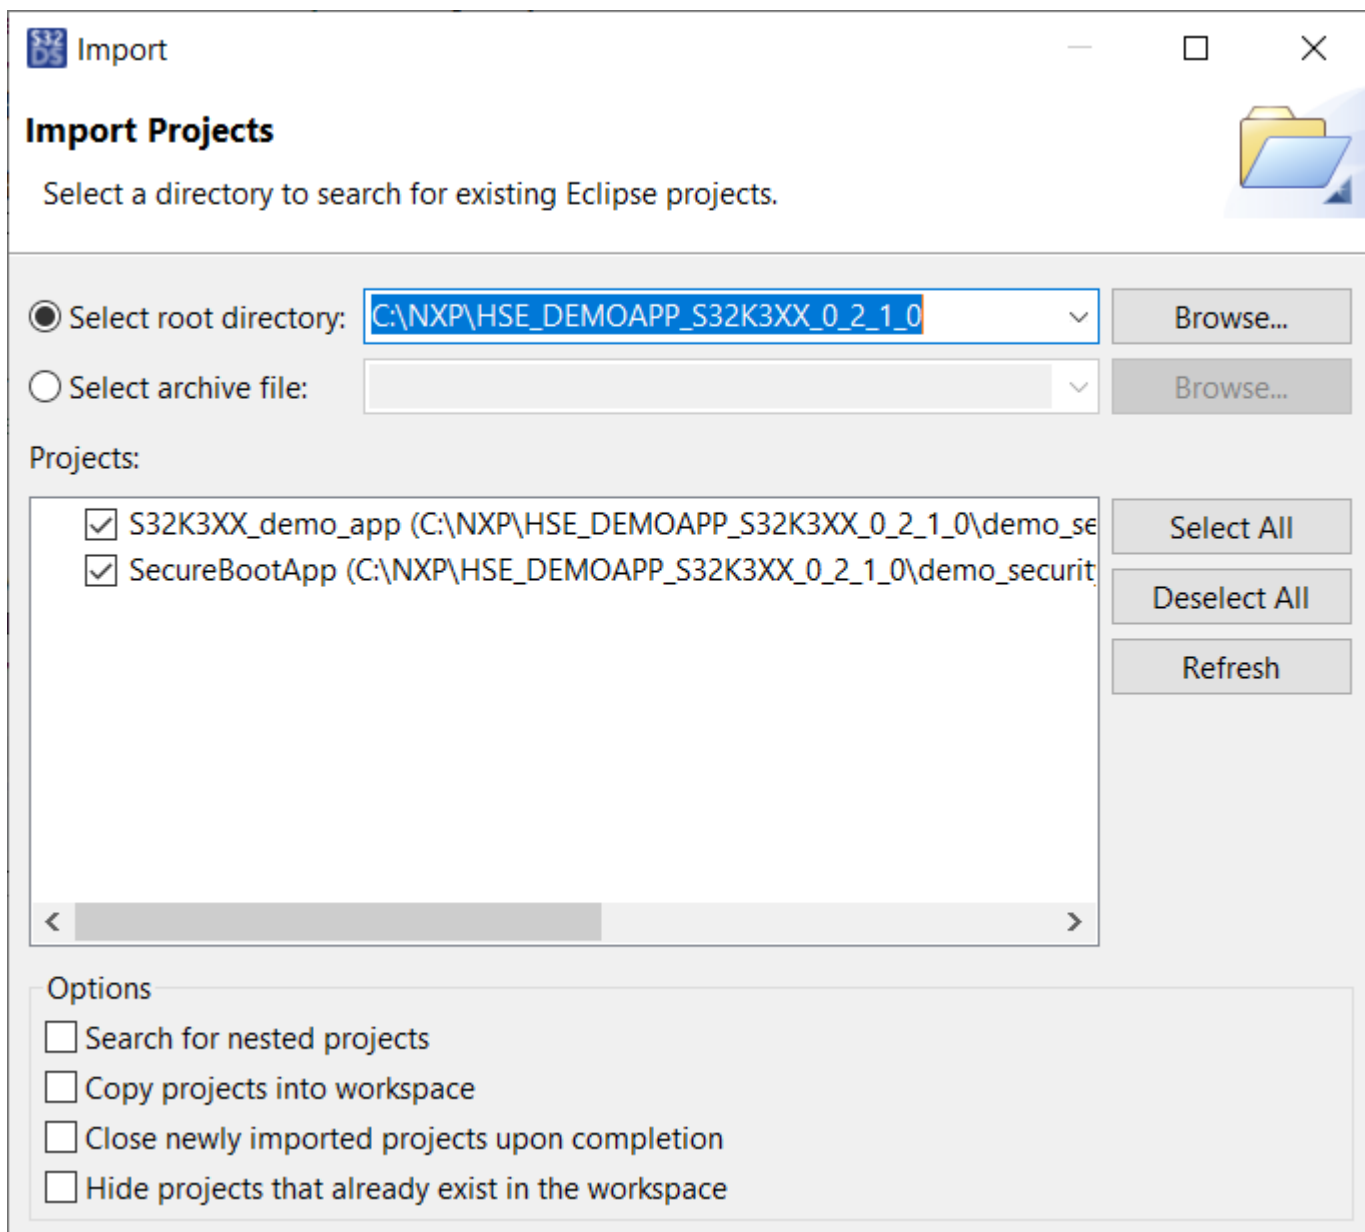 S32
DS
Import
Import Projects
Select a directory to search for existing Eclipse projects.
Select root directory: C:\NXP\HSE_DEMOAPP_S32K3XX_0_2_1_0 Browse...
Select archive file: Browse...
Projects:
S32K3XX_demo_app (C:\NXP\HSE_DEMOAPP_S32K3XX_0_2_1_0\demo_se
Select All
SecureBootApp (C:\NXP\HSE_DEMOAPP_S32K3XX_0_2_1_0\demo_securit
Deselect All
Refresh
Options
Search for nested projects
Copy projects into workspace
Close newly imported projects upon completion
Hide projects that already exist in the workspace